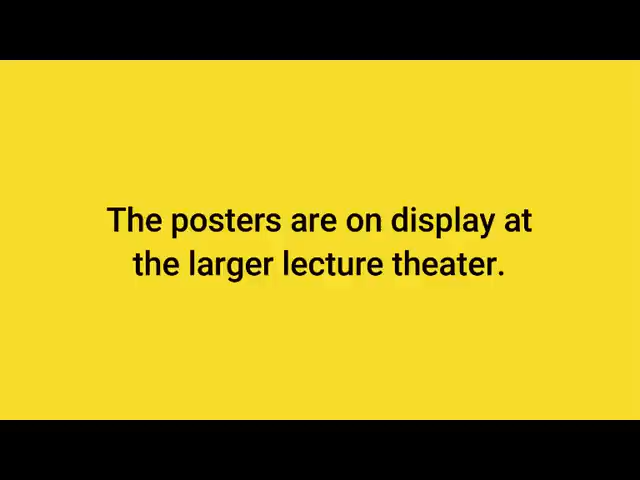 The posters are on display at
the larger lecture theater.